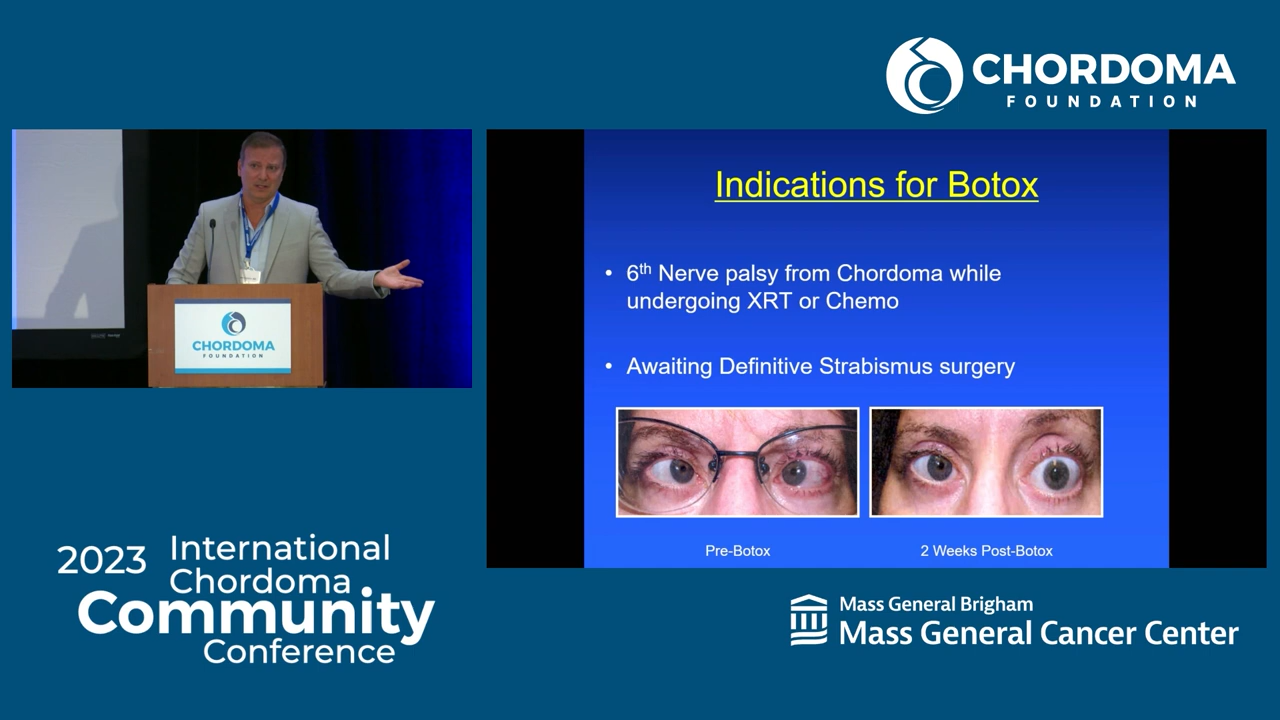 CHORDOMA
FOUNDATION
CHORDOMA
FOUNDATION
Indications for Botox
• 6th Nerve palsy from Chordoma while
undergoing XRT or Chemo
• Awaiting Definitive Strabismus surgery
Pre-Botox
2 Weeks Post-Botox
2023 International
Chordoma
Community
Conference
Mass General Brigham
Mass General Cancer Center